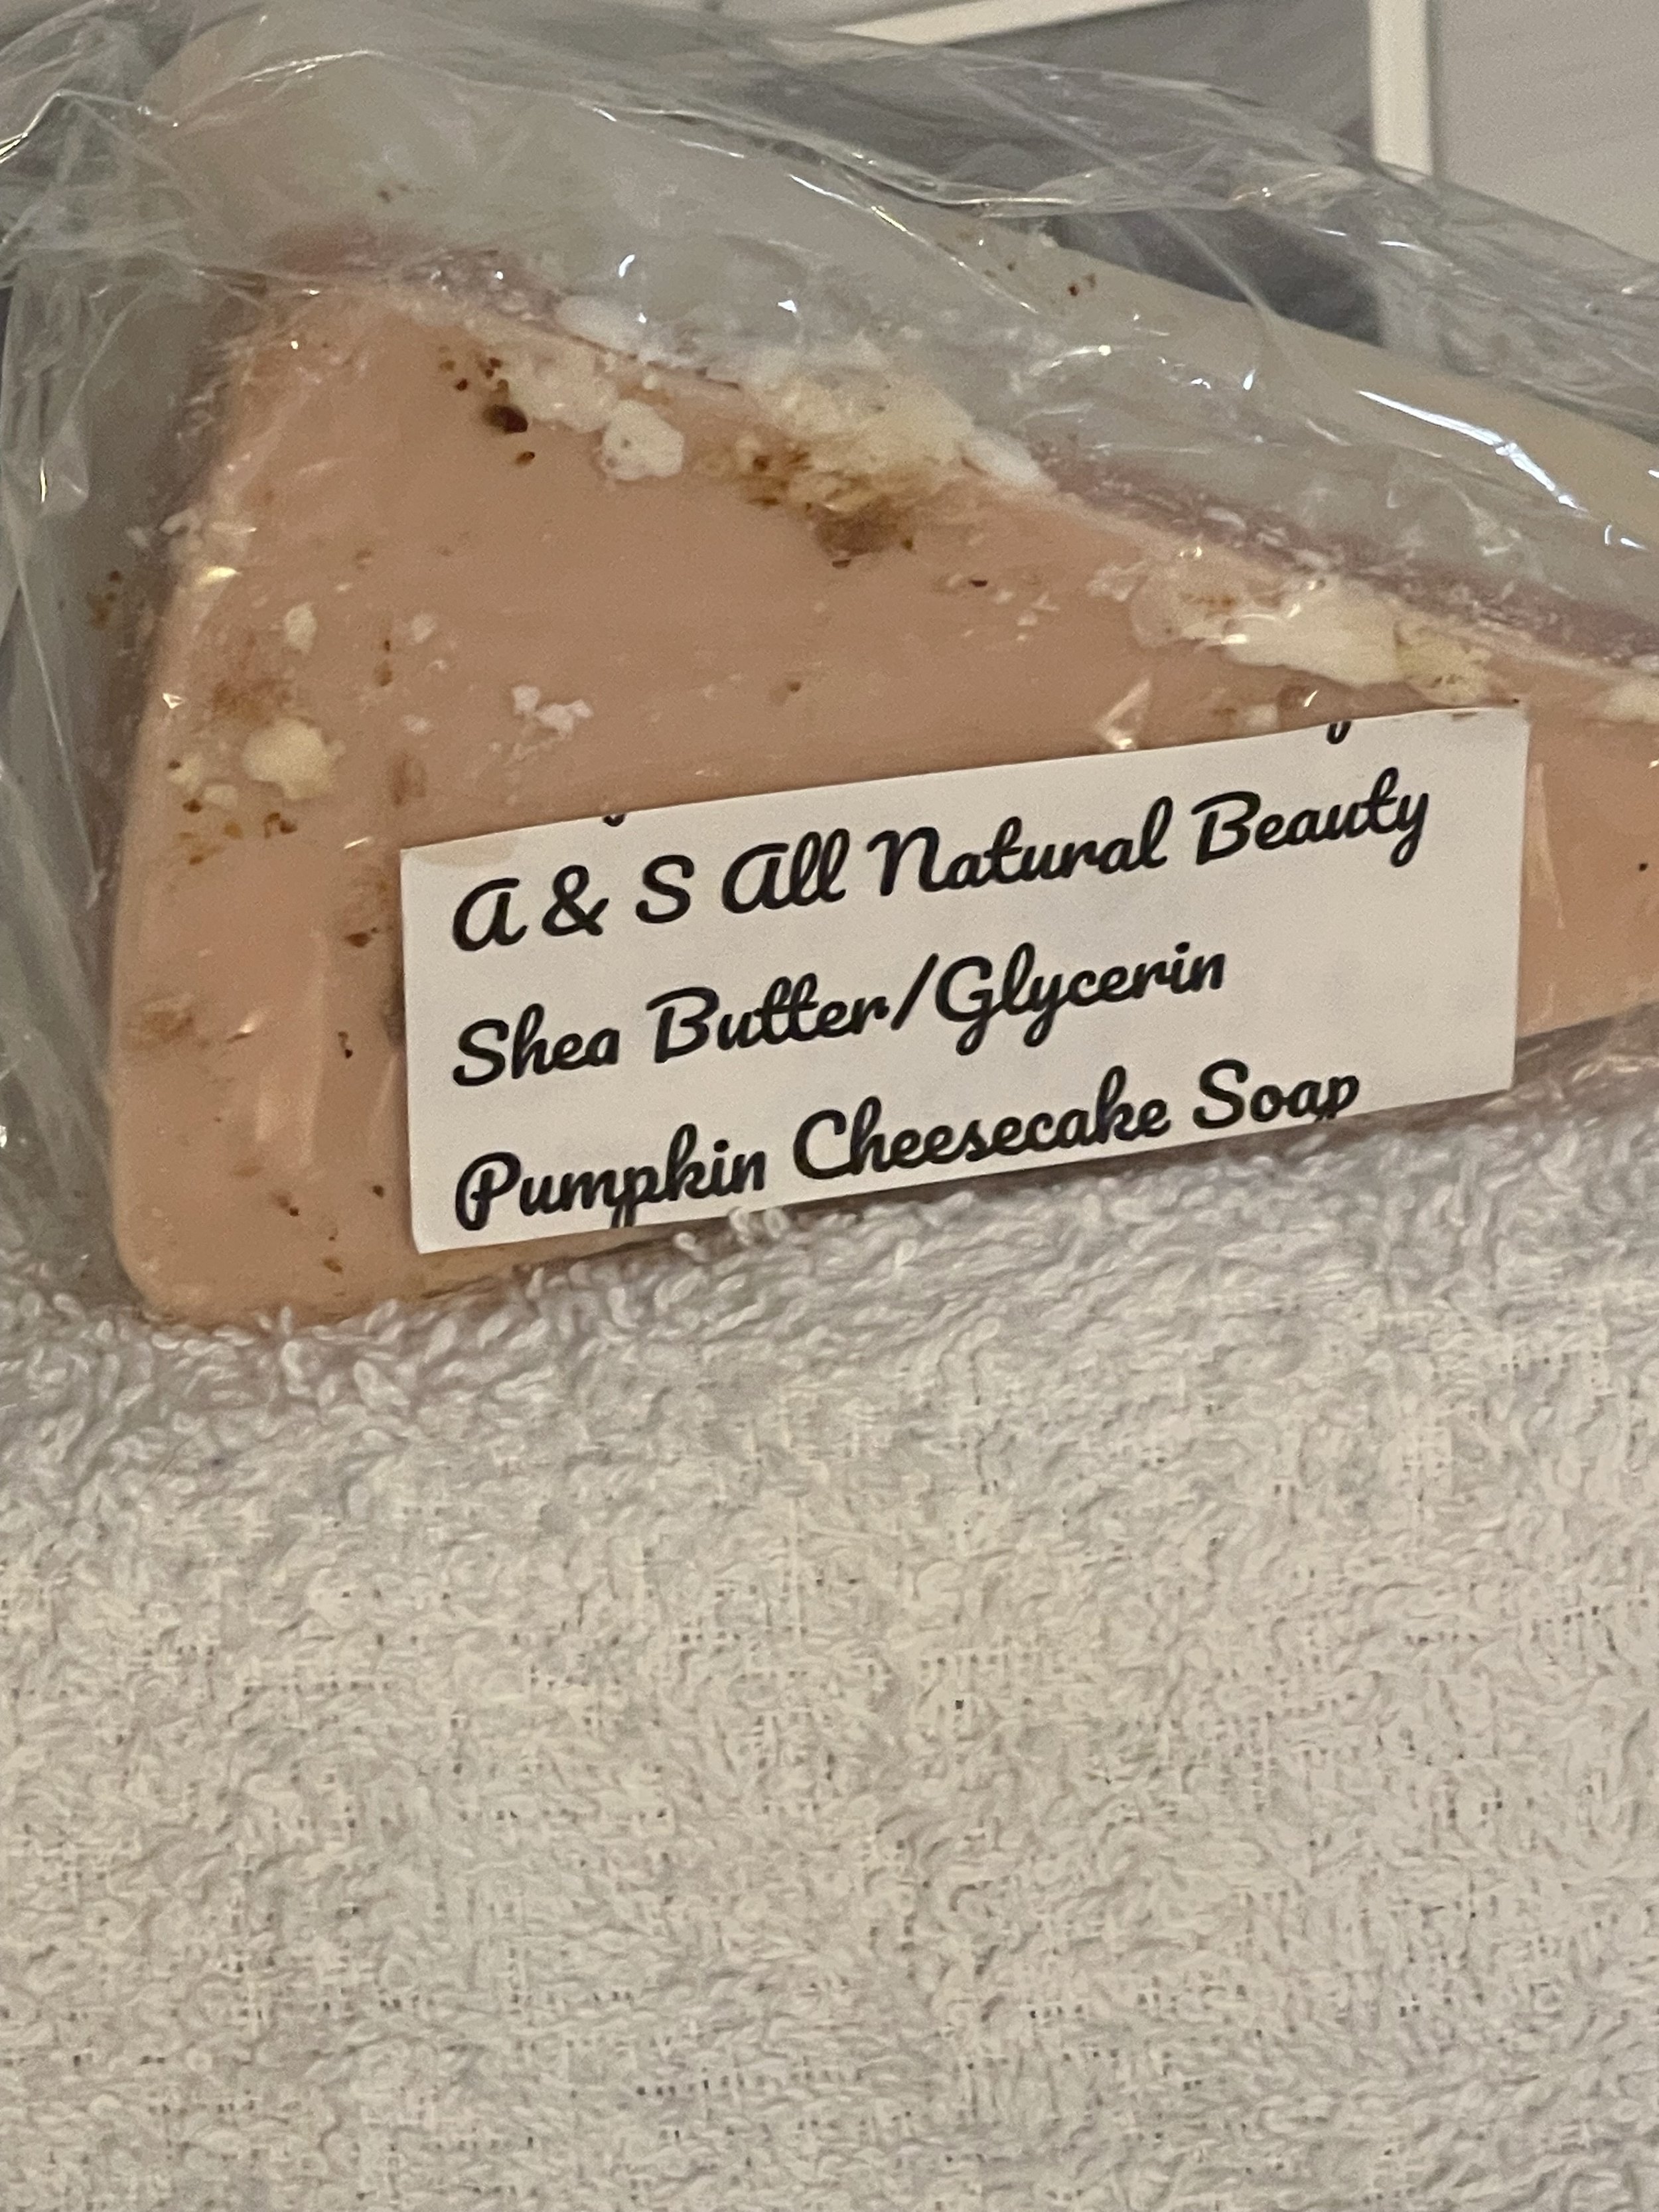 A & S All Natural Beauty
Shea Butter/Glycerin
Pumpkin Cheesecake Soap